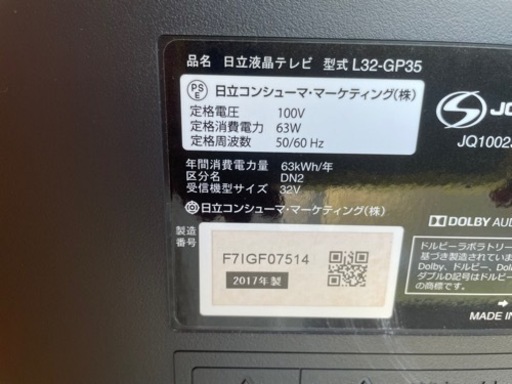 品名 日立液晶テレビ 型式 L32-GP35
PS
E
日立コンシューマ・マーケティング(株)
定格電圧 100V
定格消費電力 63W
定格周波数 50/60 Hz
年間消費電力量 63kWh/年
区分名 DN2
受信機型サイズ 32V
日立コンシューマ・マーケティング(株)
製造
番号
F7IGF07514
2017年製
JQ1002
DOLBY AUD
ドルビーラボラトリー
基づき製造されてい
Dolby、ドルビー、Dol
ダブルD記号はドルビー
MADE IN